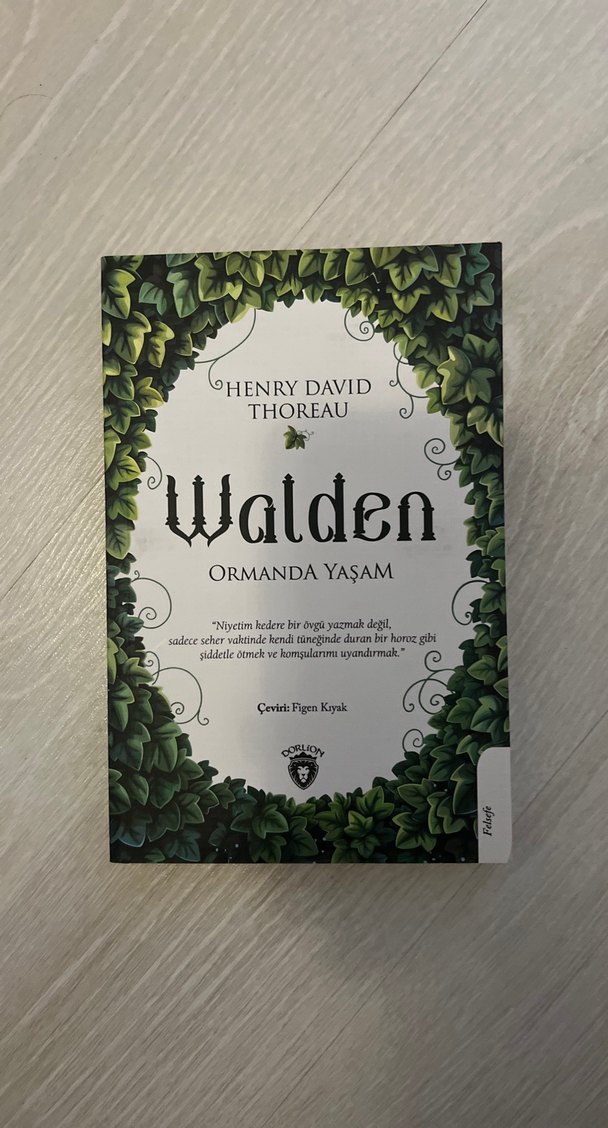 HENRY DAVID
THOREAU
Walden
ORMANDA YAŞAM
“Niyetim kedere bir övgü yazmak değil,
sadece seher vaktinde kendi tüneğinde duran bir horoz gibi
şiddetle ötmek ve komşularımı uyandırmak.”
Çeviri: Figen Kıyak
DORLION
Felsefe